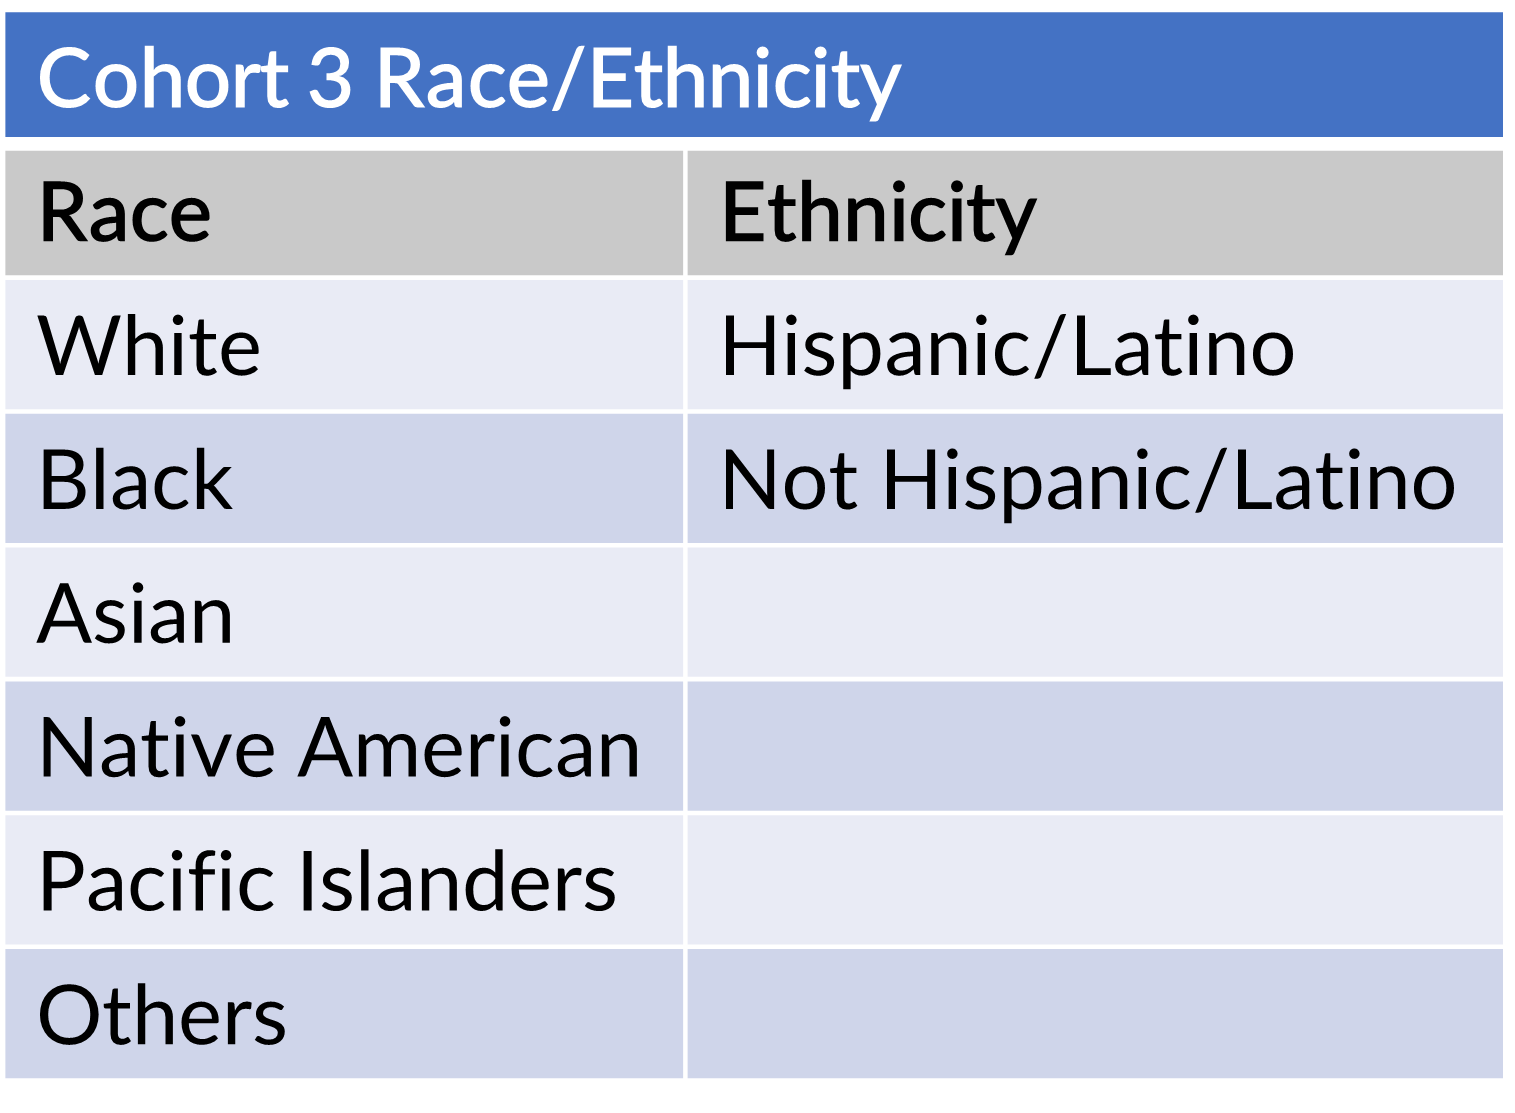 Cohort 3 Race/Ethnicity
Race Ethnicity
White Hispanic/Latino
Black Not Hispanic/Latino
Asian
Native American
Pacific Islanders
Others